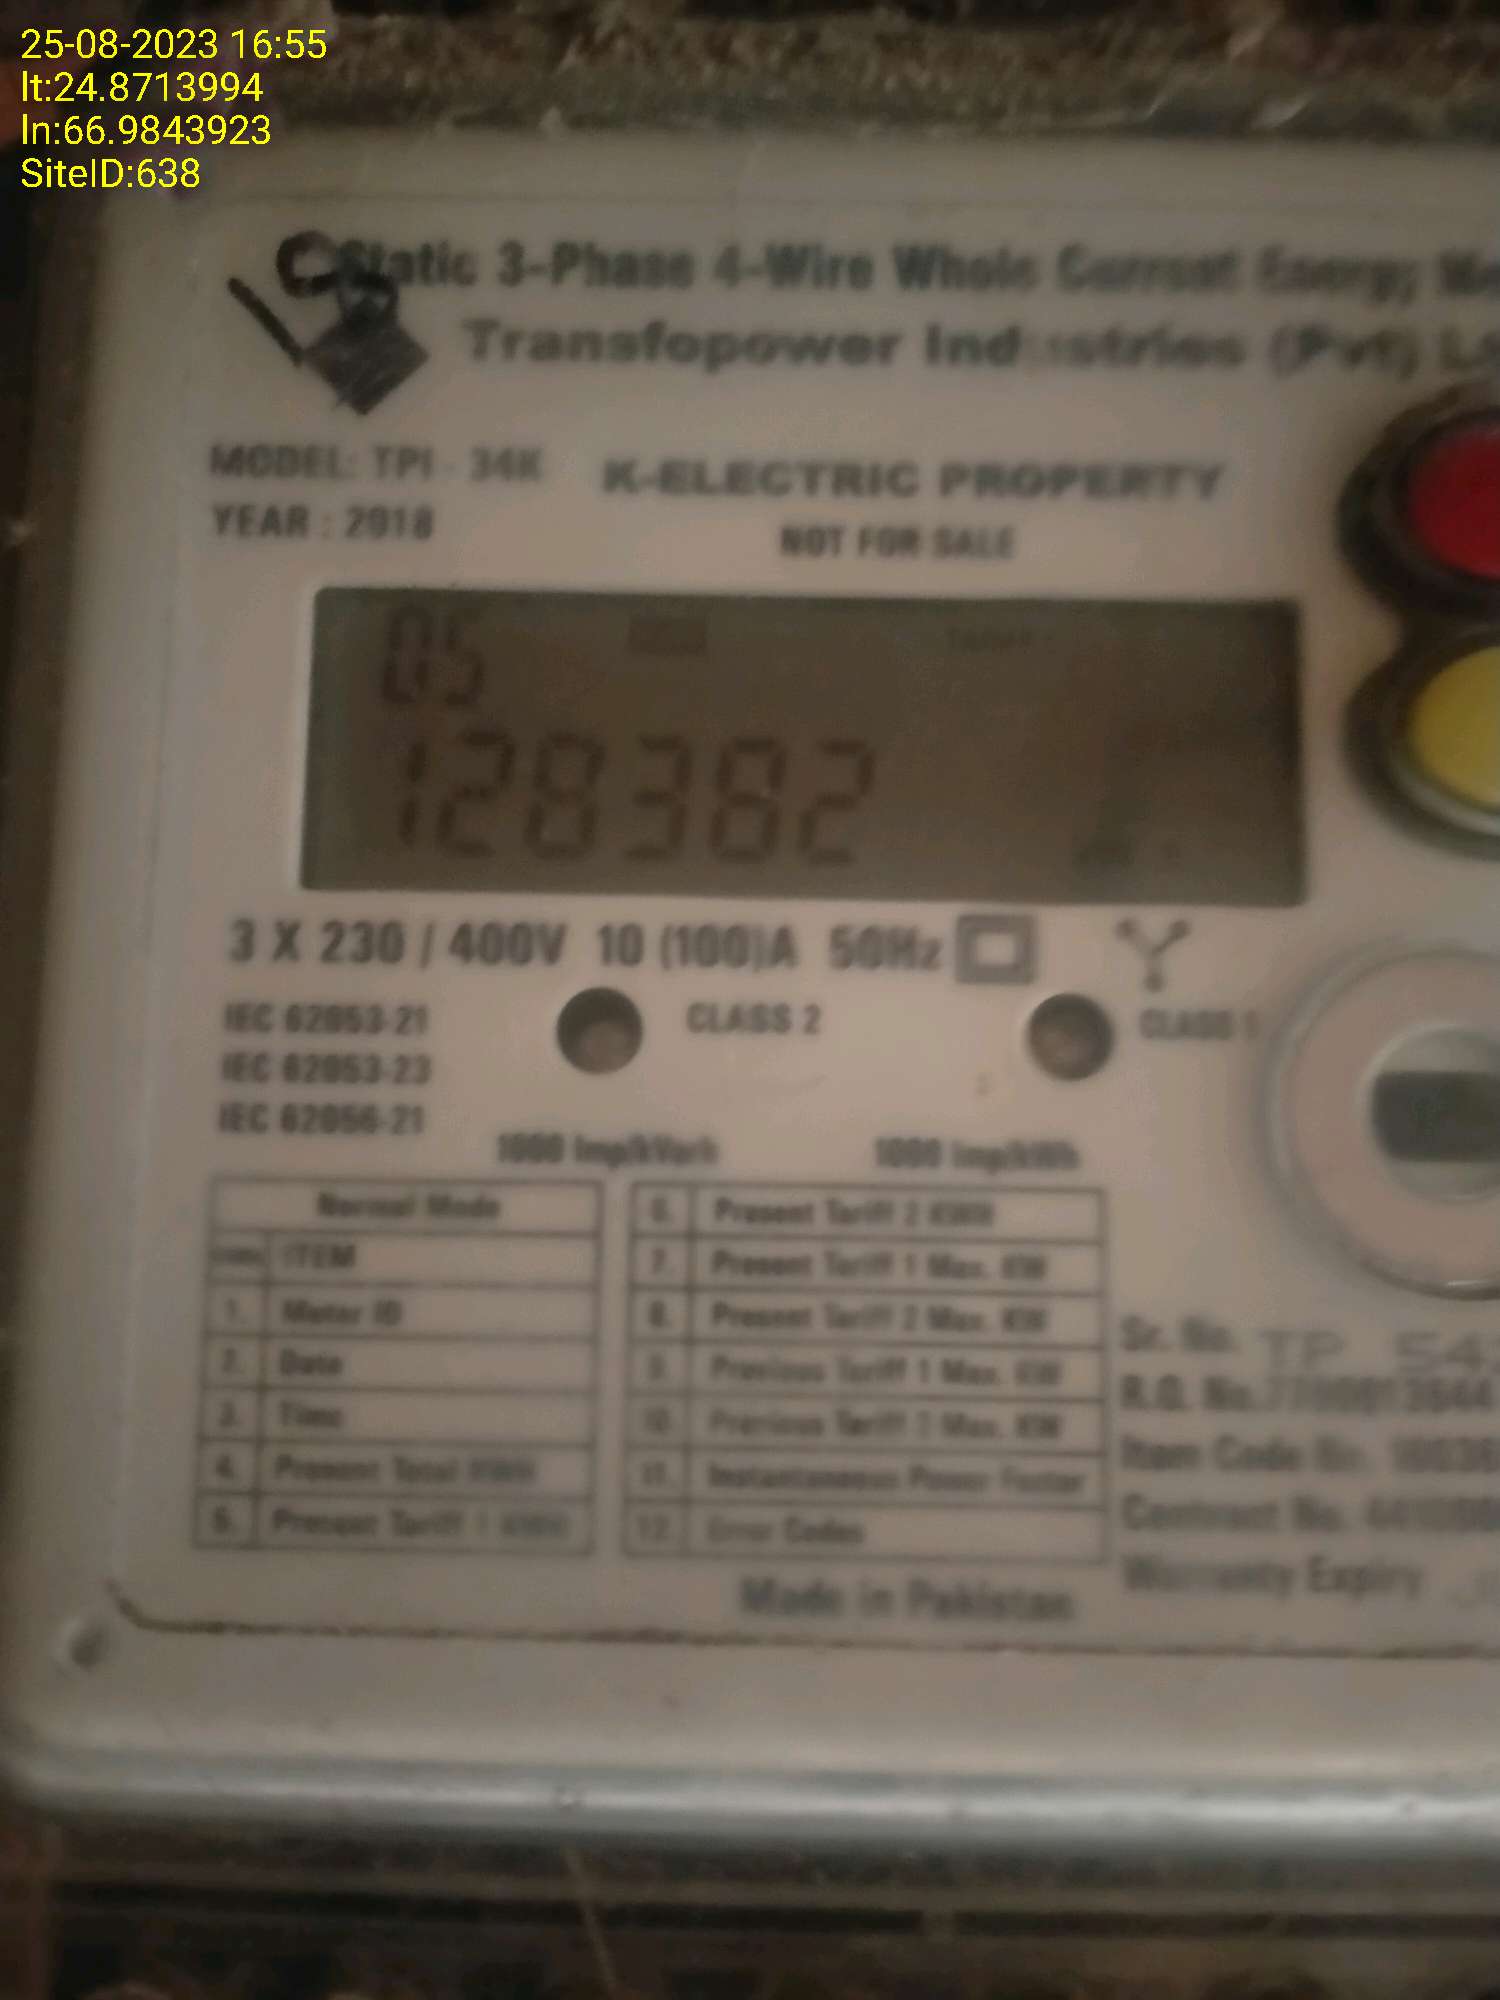 25-08-2023 16:55
lt:24.8713994
ln:66.9843923
SiteID:638
Static 3-Phase 4-Wire Whole Current Energy
Transfopower Industries (Pvt)
MODEL: TPI - 34K
K-ELECTRIC PROPERTY
YEAR : 2018
NOT FOR SALE
05
128382
3 X 230 / 400V 10 (100)A 50Hz
IEC 62053-21
CLASS 2
CLASS 1
IEC 62053-23
IEC 62056-21
1000 Imp/kVarh
1000 Imp/kWh
Normal Mode
ITEM
1. Meter ID
2. Date
3. Time
4. Present Total KWH
5. Present Tariff 1 KWH
6. Present Tariff 2 KWH
7. Present Tariff 1 Max. KW
8. Present Tariff 2 Max. KW
9. Previous Tariff 1 Max. KW
10. Previous Tariff 2 Max. KW
11. Instantaneous Power Factor
12. Error Codes
Sr. No. TP
R.O. No.
Item Code No.
Contract No.
Warranty Expiry
Made in Pakistan